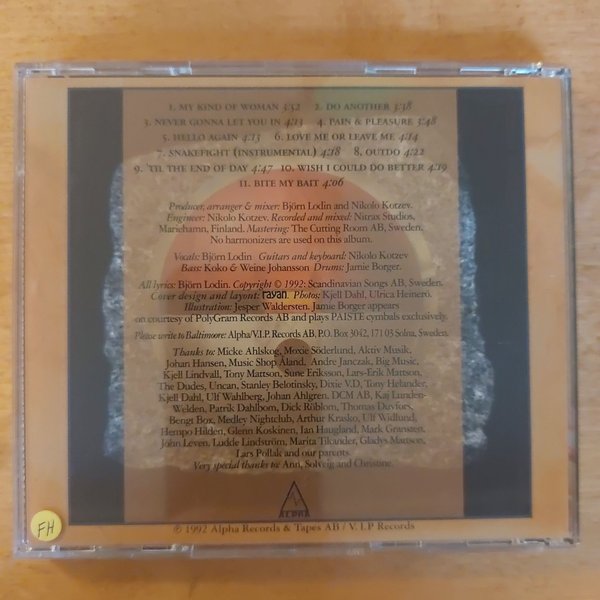 1. MY KIND OF WOMAN 3:52 2. DO ANOTHER 3:38
3. NEVER GONNA LET YOU IN 4:13 4. PAIN & PLEASURE 3:48
5. HELLO AGAIN 4:13 6. LOVE ME OR LEAVE ME 4:14
7. SNAKEFIGHT (INSTRUMENTAL) 4:18 8. OUTDO 4:22
9. 'TIL THE END OF DAY 4:47 10. WISH I COULD DO BETTER 4:19
11. BITE MY BAIT 4:06
Producer, arranger & mixer: Björn Lodin and Nikolo Kotzev.
Engineer: Nikolo Kotzev. Recorded and mixed: Nitrax Studios,
Mariehamn, Finland. Mastering: The Cutting Room AB, Sweden.
No harmonizers are used on this album.
Vocals: Björn Lodin Guitars and keyboard: Nikolo Kotzev
Bass: Koko & Weine Johansson Drums: Jamie Borger.
All lyrics: Björn Lodin. Copyright © 1992: Scandinavian Songs AB, Sweden.
Cover design and layout: ravan. Photos: Kjell Dahl, Ulrica Heinerö.
Illustration: Jesper Waldersten. Jamie Borger appears
on courtesy of PolyGram Records AB and plays PAISTE cymbals exclusively.
Please write to Baltimoore: Alpha/V.I.P. Records AB, P.O. Box 3042, 171 03 Solna, Sweden.
Thanks to: Micke Ahlskog, Moxie Söderlund, Aktiv Musik,
Johan Hansen, Music Shop Åland. Andre Janczak, Big Music,
Kjell Lindvall, Tony Mattson, Sune Eriksson, Lars-Erik Mattson,
The Dudes, Uncan, Stanley Belotinsky, Dixie V.D, Tony Helander,
Kjell Dahl, Ulf Wahlberg, Johan Ahlgren. DCM AB, Kaj Lunden-
Welden, Patrik Dahlbom, Dick Röblom, Thomas Duvfors,
Bengt Box, Medley Nightclub, Arthur Krasko, Ulf Widlund,
Hempo Hilden, Glenn Koskinen, Ian Haugland, Mark Gransten,
John Leven, Ludde Lindström, Marita Tikander, Gladys Mattson,
Lars Pollak and our parents.
Very special thanks to: Ann, Solveig and Christine.
ALPHA
FH
℗ 1992 Alpha Records & Tapes AB / V.I.P Records